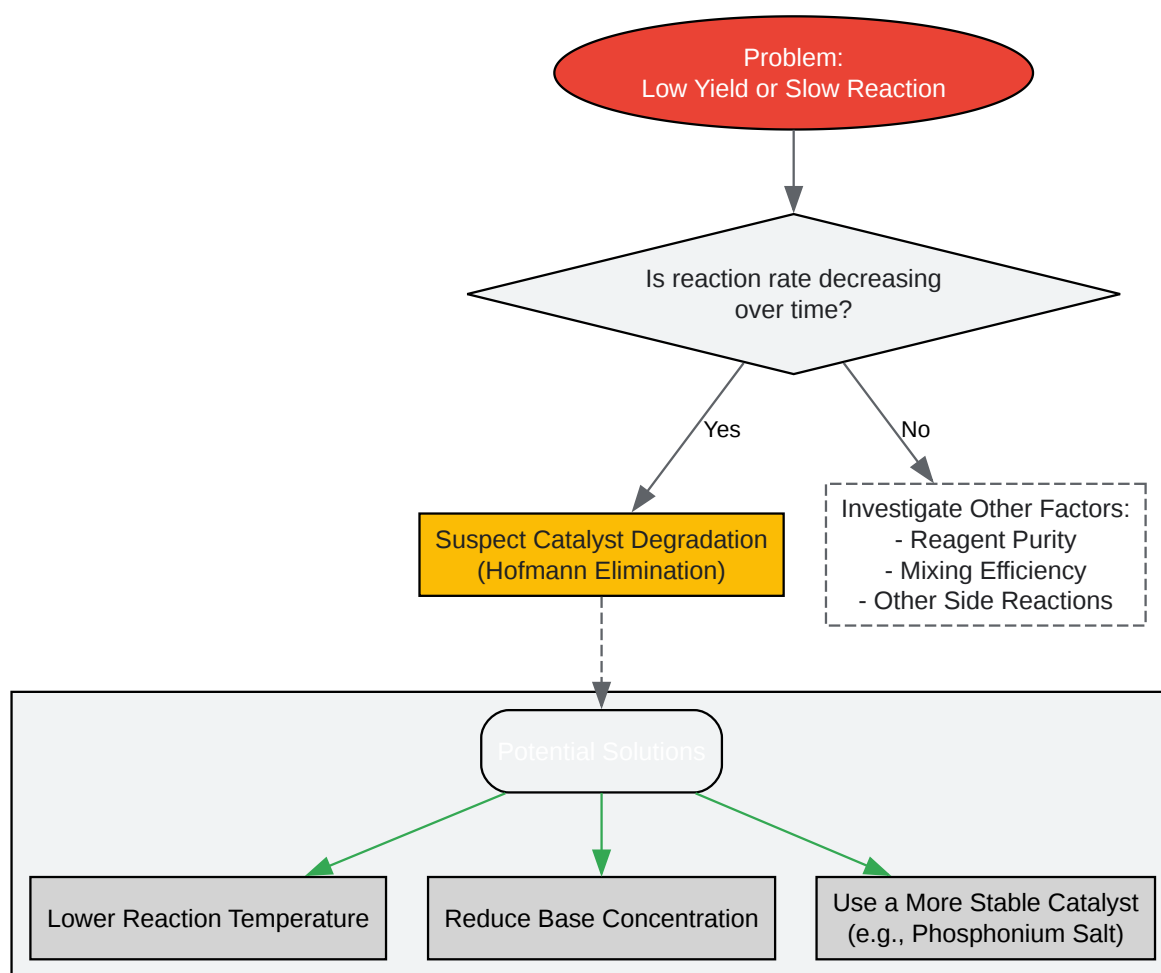 Problem:
Low Yield or Slow Reaction
Is reaction rate decreasing
over time?
Yes
No
Suspect Catalyst Degradation
(Hofmann Elimination)
Investigate Other Factors:
- Reagent Purity
- Mixing Efficiency
- Other Side Reactions
Potential Solutions
Lower Reaction Temperature
Reduce Base Concentration
Use a More Stable Catalyst
(e.g., Phosphonium Salt)